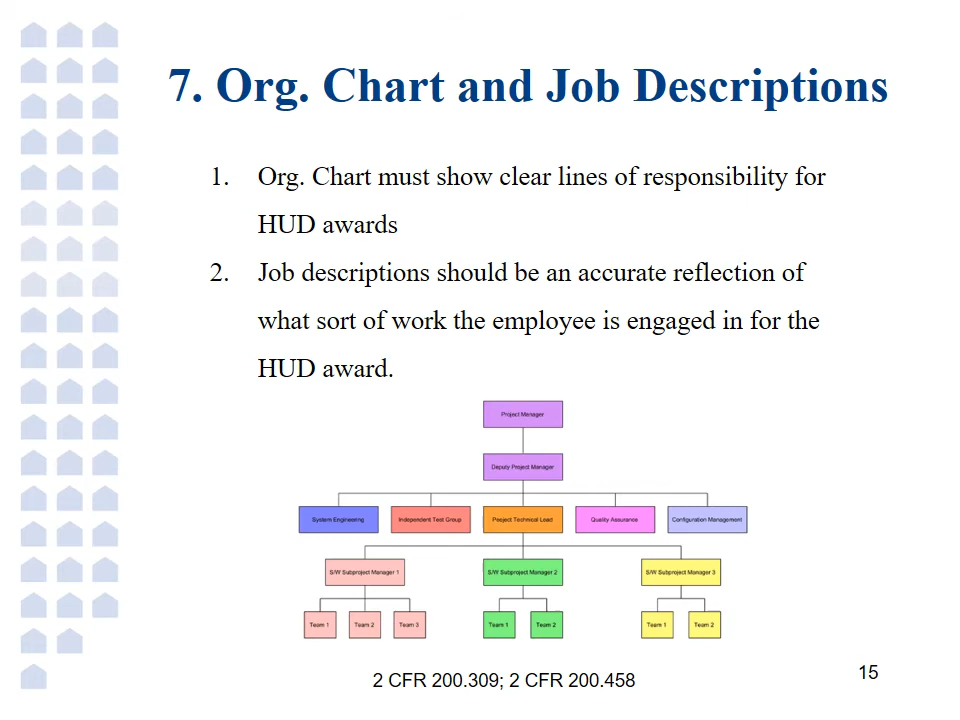 7. Org. Chart and Job Descriptions
1. Org. Chart must show clear lines of responsibility for
HUD awards
2. Job descriptions should be an accurate reflection of
what sort of work the employee is engaged in for the
HUD award.
Project Manager
Deputy Project Manager
System Engineering
Independent Test Group
Peoject Technical Lead
Quality Assurance
Configuration Management
S/W Subproject Manager 1
S/W Subproject Manager 2
S/W Subproject Manager 3
Team 1
Team 2
Team 3
Team 1
Team 2
Team 1
Team 2
15
2 CFR 200.309; 2 CFR 200.458